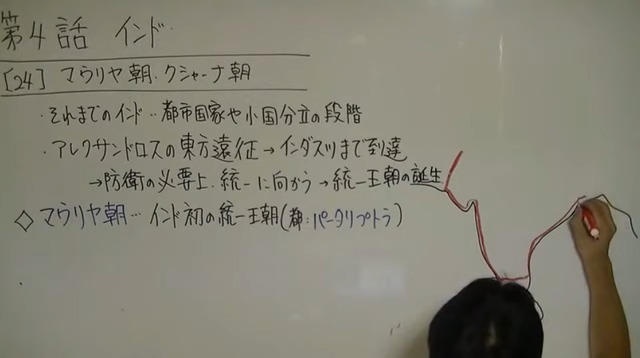 第4話 インド
[24] マウリヤ朝・クシャーナ朝
・それまでのインド‥都市国家や小国分立の段階
・アレクサンドロスの東方遠征→インダス川まで到達
→防衛の必要上、統一に向かう→統一王朝の誕生
◇マウリヤ朝…インド初の統一王朝(都:パータリプトラ)